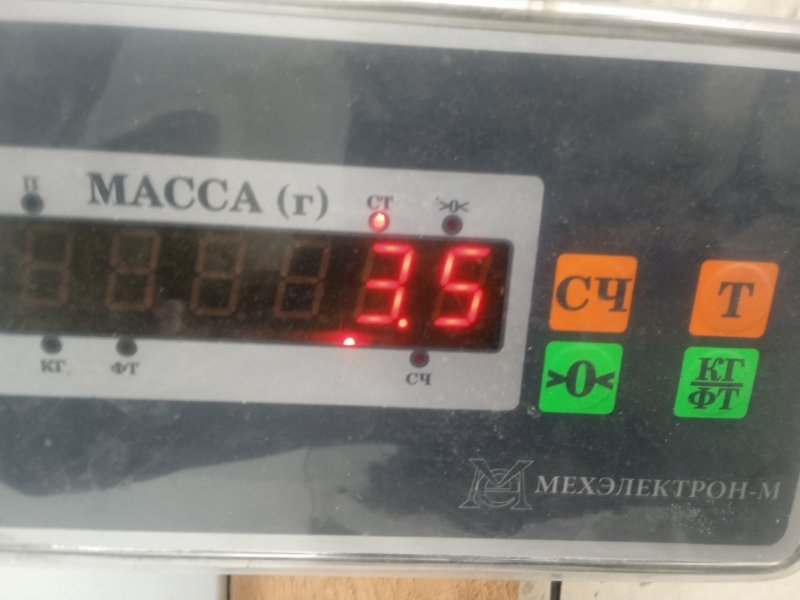 П
МАССА (г)
СТ
>0<
3.5
КГ
ФТ
СЧ
СЧ
Т
>0<
КГ
ФТ
МЕХЭЛЕКТРОН-М